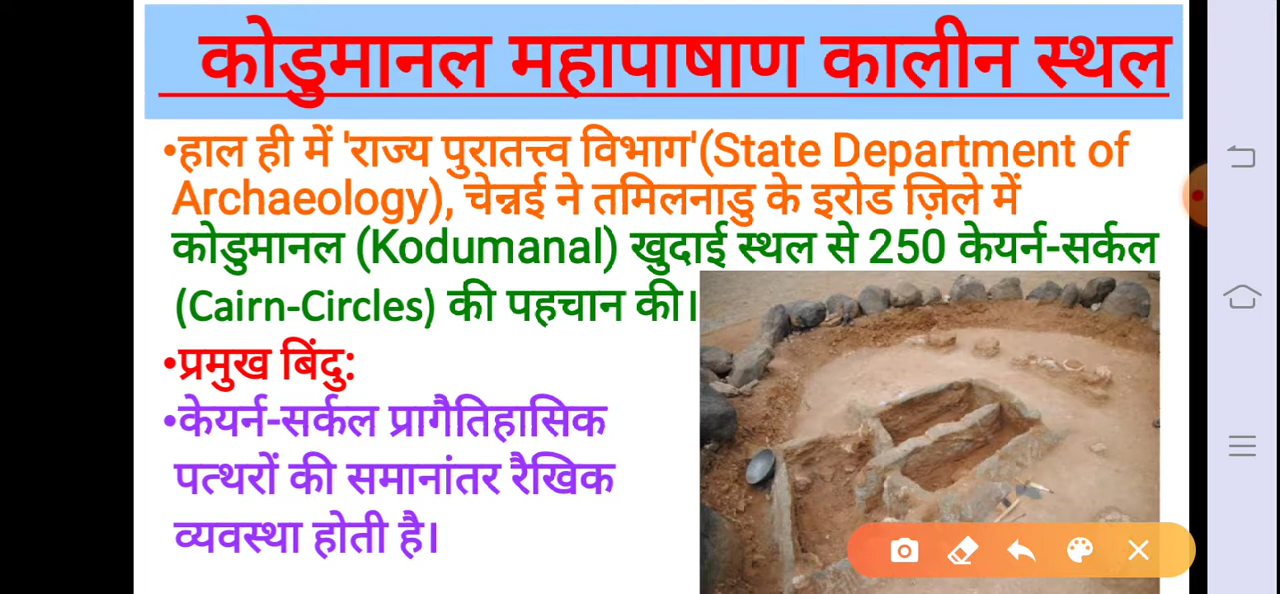 कोडुमानल महापाषाण कालीन स्थल
•हाल ही में 'राज्य पुरातत्त्व विभाग'(State Department of
Archaeology), चेन्नई ने तमिलनाडु के इरोड ज़िले में
कोडुमानल (Kodumanal) खुदाई स्थल से 250 केयर्न-सर्कल
(Cairn-Circles) की पहचान की।
•प्रमुख बिंदु:
•केयर्न-सर्कल प्रागैतिहासिक
पत्थरों की समानांतर रैखिक
व्यवस्था होती है।